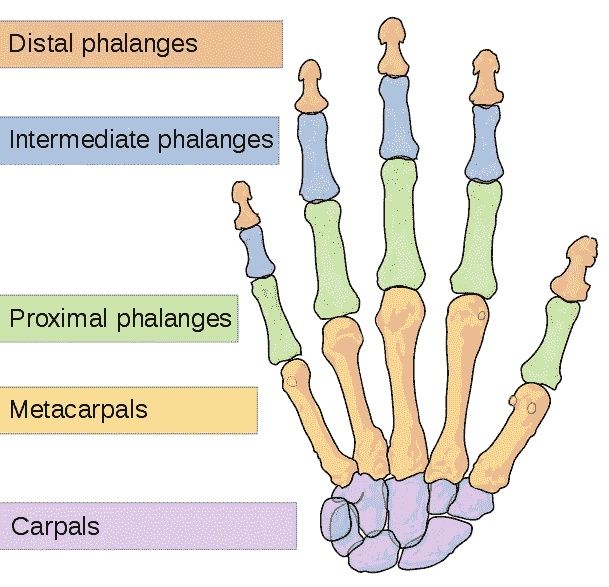 Distal phalanges
Intermediate phalanges
Proximal phalanges
Metacarpals
Carpals